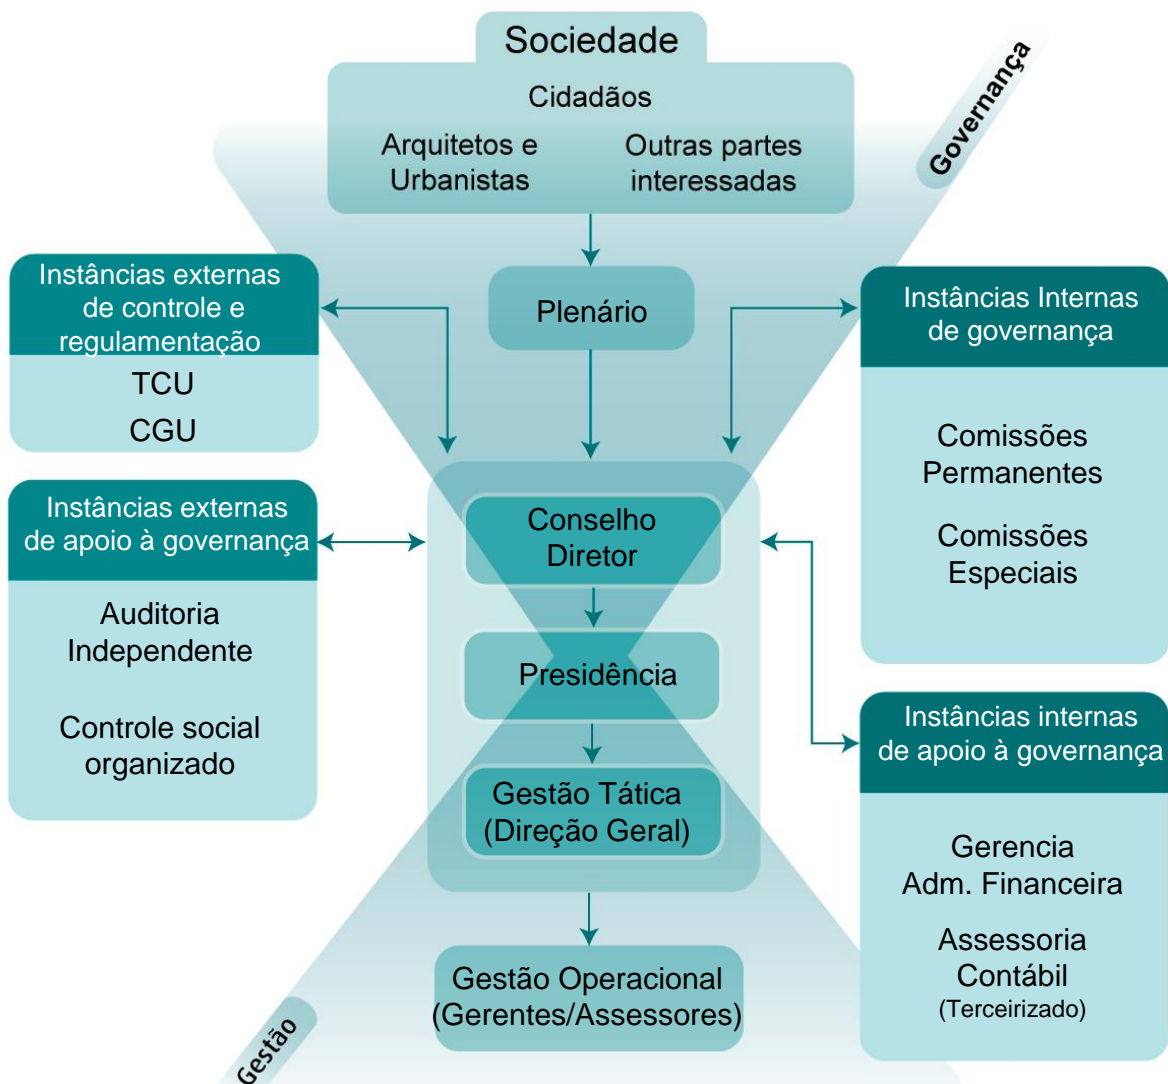 Sociedade
Cidadãos
Arquitetos e
Urbanistas
Outras partes
interessadas
Governança
Instâncias externas
de controle e
regulamentação
TCU
CGU
Plenário
Instâncias Internas
de governança
Comissões
Permanentes
Comissões
Especiais
Instâncias externas
de apoio à governança
Auditoria
Independente
Controle social
organizado
Conselho
Diretor
Presidência
Gestão Tática
(Direção Geral)
Instâncias internas
de apoio à governança
Gerencia
Adm. Financeira
Assessoria
Contábil
(Terceirizado)
Gestão Operacional
(Gerentes/Assessores)
Gestão